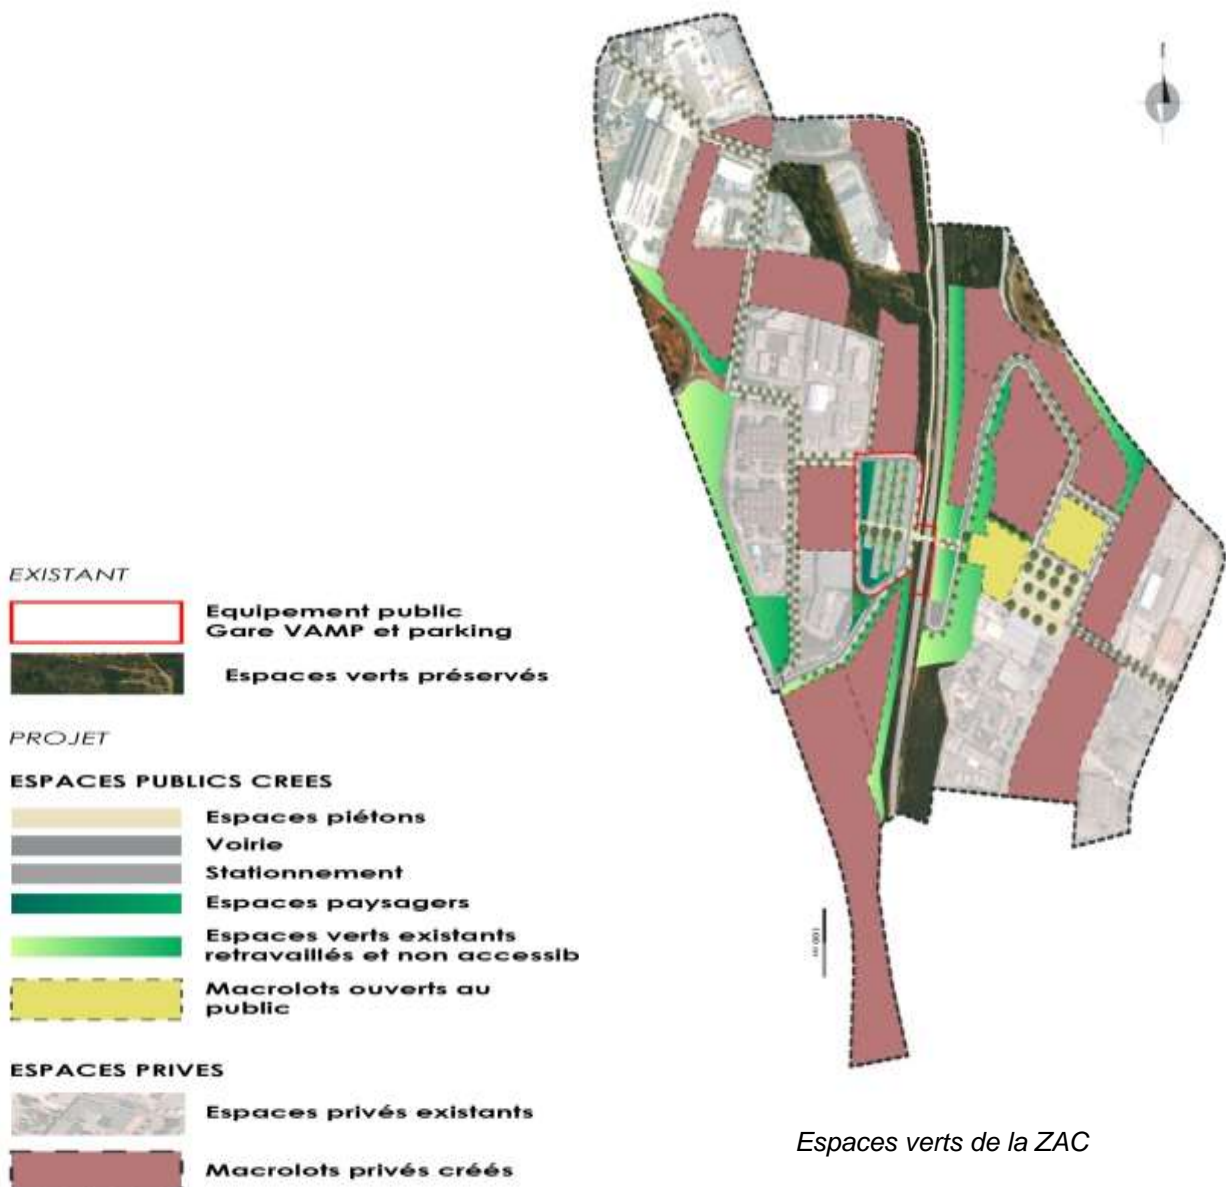 EXISTANT
Equipement public
Gare VAMP et parking
Espaces verts préservés
PROJET
ESPACES PUBLICS CREES
Espaces piétons
Voirie
Stationnement
Espaces paysagers
Espaces verts existants
retravaillés et non accessib
Macrolots ouverts au
public
ESPACES PRIVES
Espaces privés existants
Macrolots privés créés
100 m
Espaces verts de la ZAC